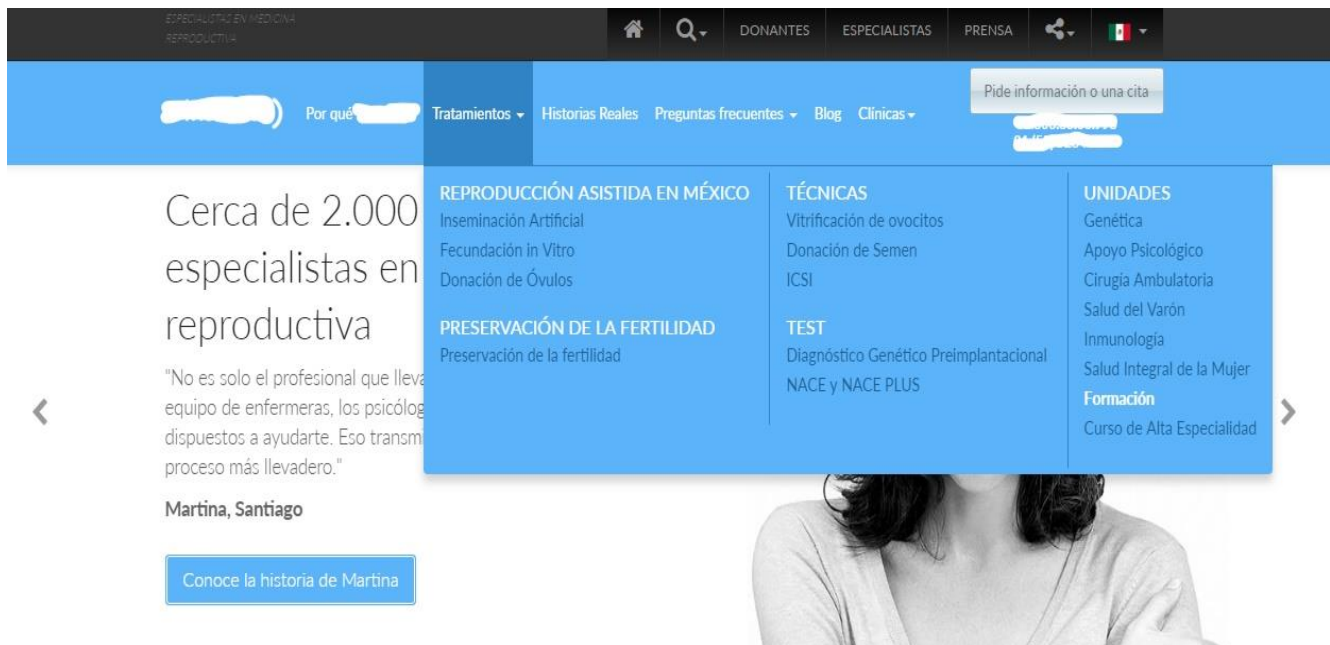 ESPECIALISTAS EN MEDICINA
REPRODUCTIVA
DONANTES ESPECIALISTAS PRENSA
Pide información o una cita
Por qué Tratamientos Historias Reales Preguntas frecuentes Blog Clínicas
REPRODUCCIÓN ASISTIDA EN MÉXICO
Inseminación Artificial
Fecundación in Vitro
Donación de Óvulos
PRESERVACIÓN DE LA FERTILIDAD
Preservación de la fertilidad
TÉCNICAS
Vitrificación de ovocitos
Donación de Semen
ICSI
TEST
Diagnóstico Genético Preimplantacional
NACE y NACE PLUS
UNIDADES
Genética
Apoyo Psicológico
Cirugía Ambulatoria
Salud del Varón
Inmunología
Salud Integral de la Mujer
Formación
Curso de Alta Especialidad
Cerca de 2.000
especialistas en
reproductiva
"No es solo el profesional que lleva
equipo de enfermeras, los
dispuestos a ayudarte. Eso
proceso más llevadero."
Martina, Santiago
Conoce la historia de Martina